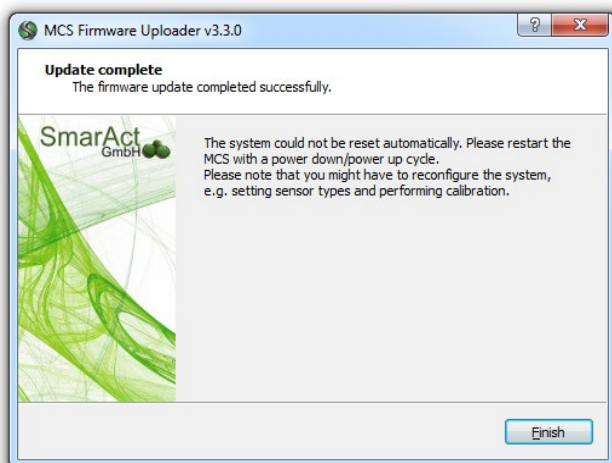 MCS Firmware Uploader v3.3.0
Update complete
The firmware update completed successfully.
SmarAct
GmbH
The system could not be reset automatically. Please restart the
MCS with a power down/power up cycle.
Please note that you might have to reconfigure the system,
e.g. setting sensor types and performing calibration.
Finish